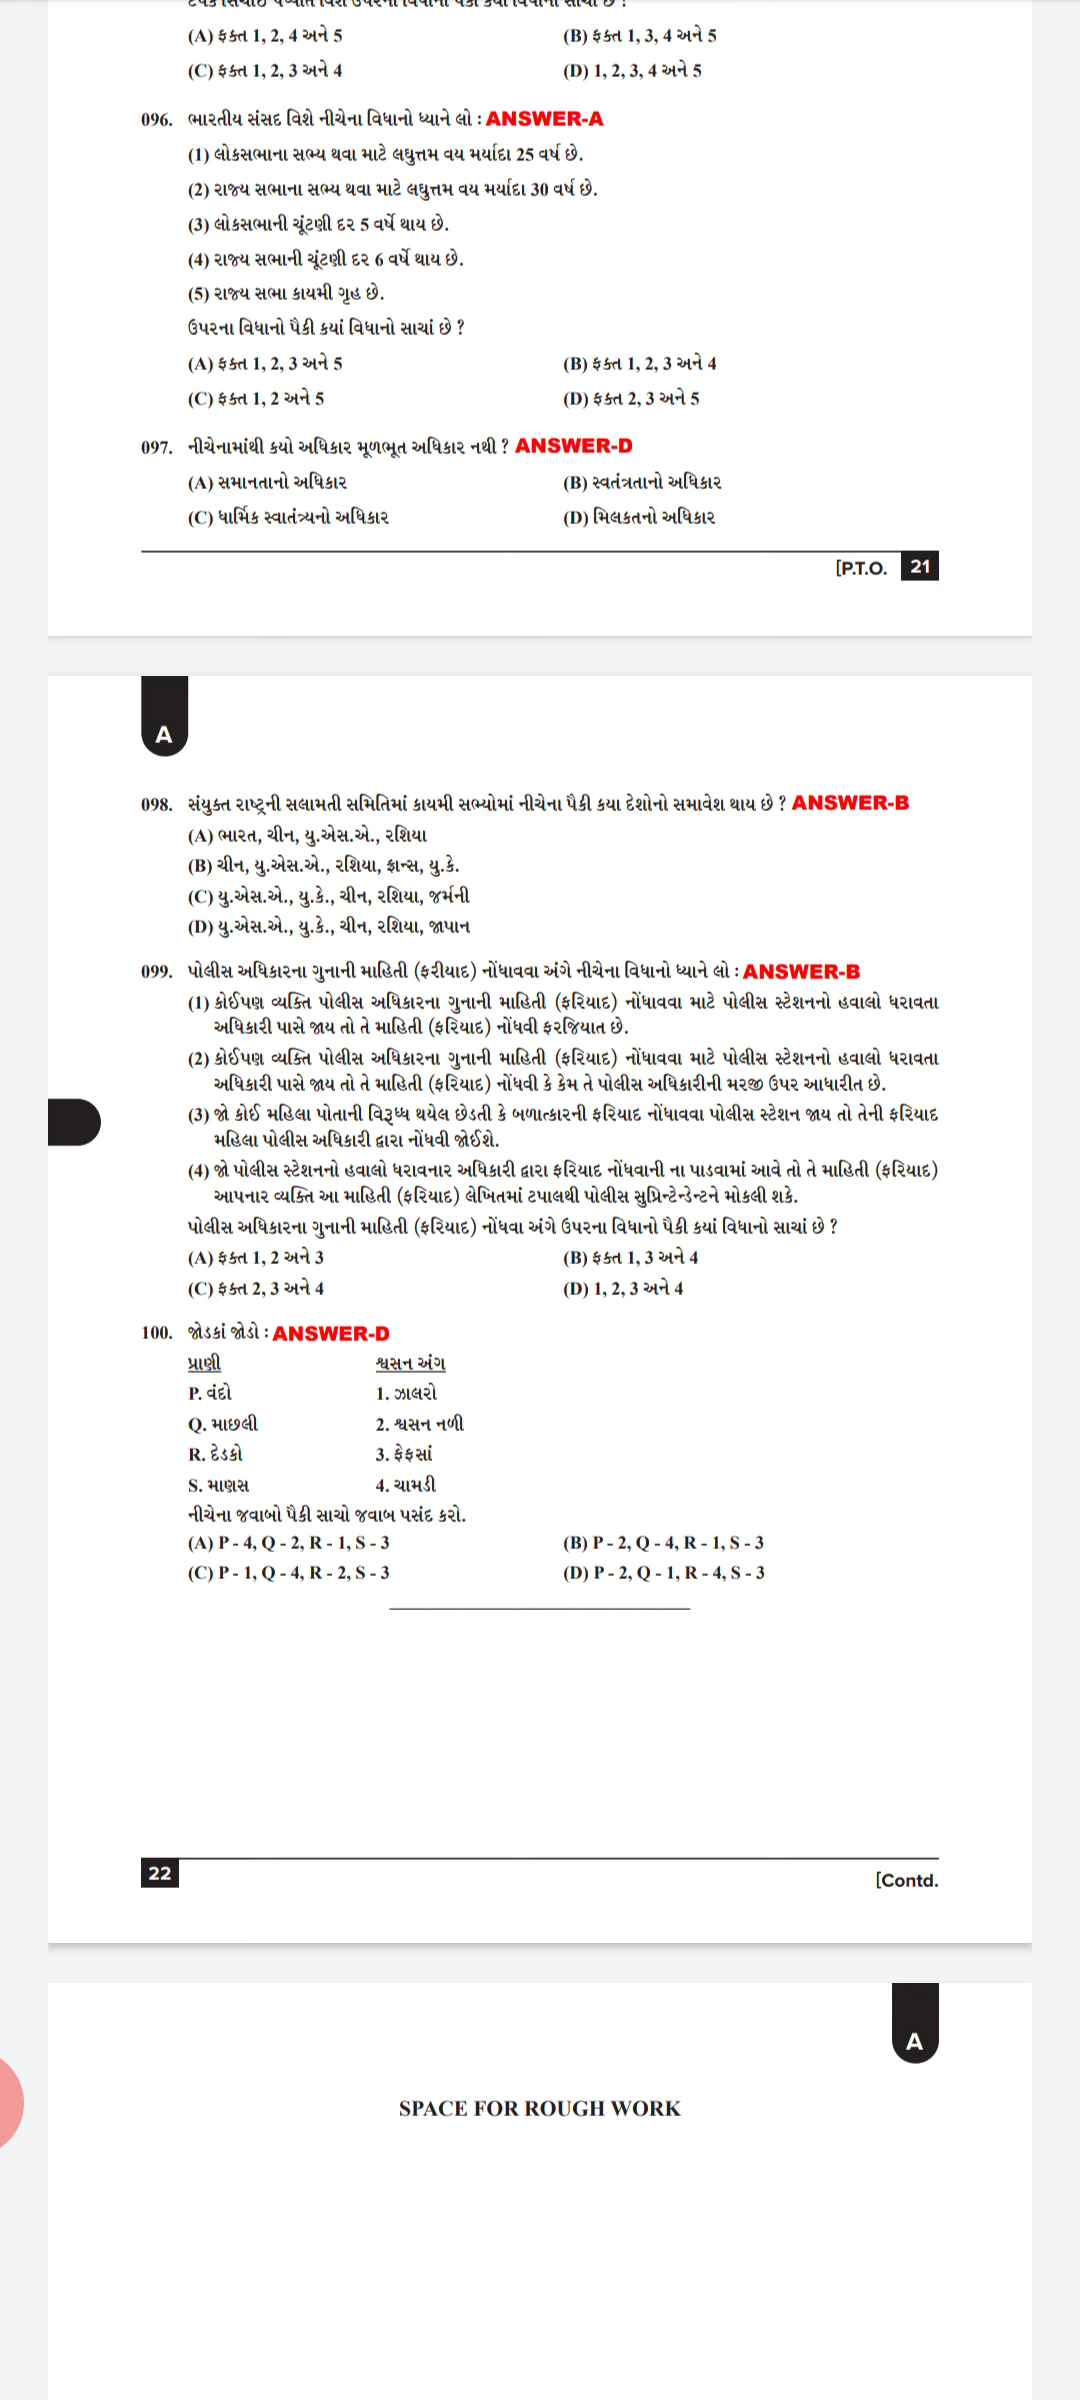 (A) ફક્ત 1, 2, 4 અને 5
(B) ફક્ત 1, 3, 4 અને 5
(C) ફક્ત 1, 2, 3 અને 4
(D) 1, 2, 3, 4 અને 5
096. ભારતીય સંસદ વિશે નીચેના વિધાનો ધ્યાને લો : ANSWER-A
(1) લોકસભાના સભ્ય થવા માટે લઘુત્તમ વય મર્યાદા 25 વર્ષ છે.
(2) રાજ્ય સભાના સભ્ય થવા માટે લઘુત્તમ વય મર્યાદા 30 વર્ષ છે.
(3) લોકસભાની ચૂંટણી દર 5 વર્ષે થાય છે.
(4) રાજ્ય સભાની ચૂંટણી દર 6 વર્ષે થાય છે.
(5) રાજ્ય સભા કાયમી ગૃહ છે.
ઉપરના વિધાનો પૈકી કયાં વિધાનો સાચાં છે ?
(A) ફક્ત 1, 2, 3 અને 5
(B) ફક્ત 1, 2, 3 અને 4
(C) ફક્ત 1, 2 અને 5
(D) ફક્ત 2, 3 અને 5
097. નીચેનામાંથી કયો અધિકાર મૂળભૂત અધિકાર નથી ? ANSWER-D
(A) સમાનતાનો અધિકાર
(B) સ્વતંત્રતાનો અધિકાર
(C) ધાર્મિક સ્વાતંત્ર્યનો અધિકાર
(D) મિલકતનો અધિકાર
[P.T.O. 21
A
098. સંયુક્ત રાષ્ટ્રની સલામતી સમિતિમાં કાયમી સભ્યોમાં નીચેના પૈકી કયા દેશોનો સમાવેશ થાય છે ? ANSWER-B
(A) ભારત, ચીન, યુ.એસ.એ., રશિયા
(B) ચીન, યુ.એસ.એ., રશિયા, ફ્રાન્સ, યુ.કે.
(C) યુ.એસ.એ., યુ.કે., ચીન, રશિયા, જર્મની
(D) યુ.એસ.એ., યુ.કે., ચીન, રશિયા, જાપાન
099. પોલીસ અધિકારના ગુનાની માહિતી (ફરીયાદ) નોંધાવવા અંગે નીચેના વિધાનો ધ્યાને લો : ANSWER-B
(1) કોઈપણ વ્યક્તિ પોલીસ અધિકારના ગુનાની માહિતી (ફરિયાદ) નોંધાવવા માટે પોલીસ સ્ટેશનનો હવાલો ધરાવતા
અધિકારી પાસે જાય તો તે માહિતી (ફરિયાદ) નોંધવી ફરજિયાત છે.
(2) કોઈપણ વ્યક્તિ પોલીસ અધિકારના ગુનાની માહિતી (ફરિયાદ) નોંધાવવા માટે પોલીસ સ્ટેશનનો હવાલો ધરાવતા
અધિકારી પાસે જાય તો તે માહિતી (ફરિયાદ) નોંધવી કે કેમ તે પોલીસ અધિકારીની મરજી ઉપર આધારીત છે.
(3) જો કોઈ મહિલા પોતાની વિરૂધ્ધ થયેલ છેડતી કે બળાત્કારની ફરિયાદ નોંધાવવા પોલીસ સ્ટેશન જાય તો તેની ફરિયાદ
મહિલા પોલીસ અધિકારી દ્વારા નોંધવી જોઈશે.
(4) જો પોલીસ સ્ટેશનનો હવાલો ધરાવનાર અધિકારી દ્વારા ફરિયાદ નોંધવાની ના પાડવામાં આવે તો તે માહિતી (ફરિયાદ)
આપનાર વ્યક્તિ આ માહિતી (ફરિયાદ) લેખિતમાં ટપાલથી પોલીસ સુપ્રિન્ટેન્ડેન્ટને મોકલી શકે.
પોલીસ અધિકારના ગુનાની માહિતી (ફરિયાદ) નોંધવા અંગે ઉપરના વિધાનો પૈકી કયાં વિધાનો સાચાં છે ?
(A) ફક્ત 1, 2 અને 3
(B) ફક્ત 1, 3 અને 4
(C) ફક્ત 2, 3 અને 4
(D) 1, 2, 3 અને 4
100. જોડકાં જોડો : ANSWER-D
પ્રાણી શ્વસન અંગ
P. વંદો 1. ઝાલરો
Q. માછલી 2. શ્વસન નળી
R. દેડકો 3. ફેફસાં
S. માણસ 4. ચામડી
નીચેના જવાબો પૈકી સાચો જવાબ પસંદ કરો.
(A) P - 4, Q - 2, R - 1, S - 3
(B) P - 2, Q - 4, R - 1, S - 3
(C) P - 1, Q - 4, R - 2, S - 3
(D) P - 2, Q - 1, R - 4, S - 3
22
[Contd.
A
SPACE FOR ROUGH WORK